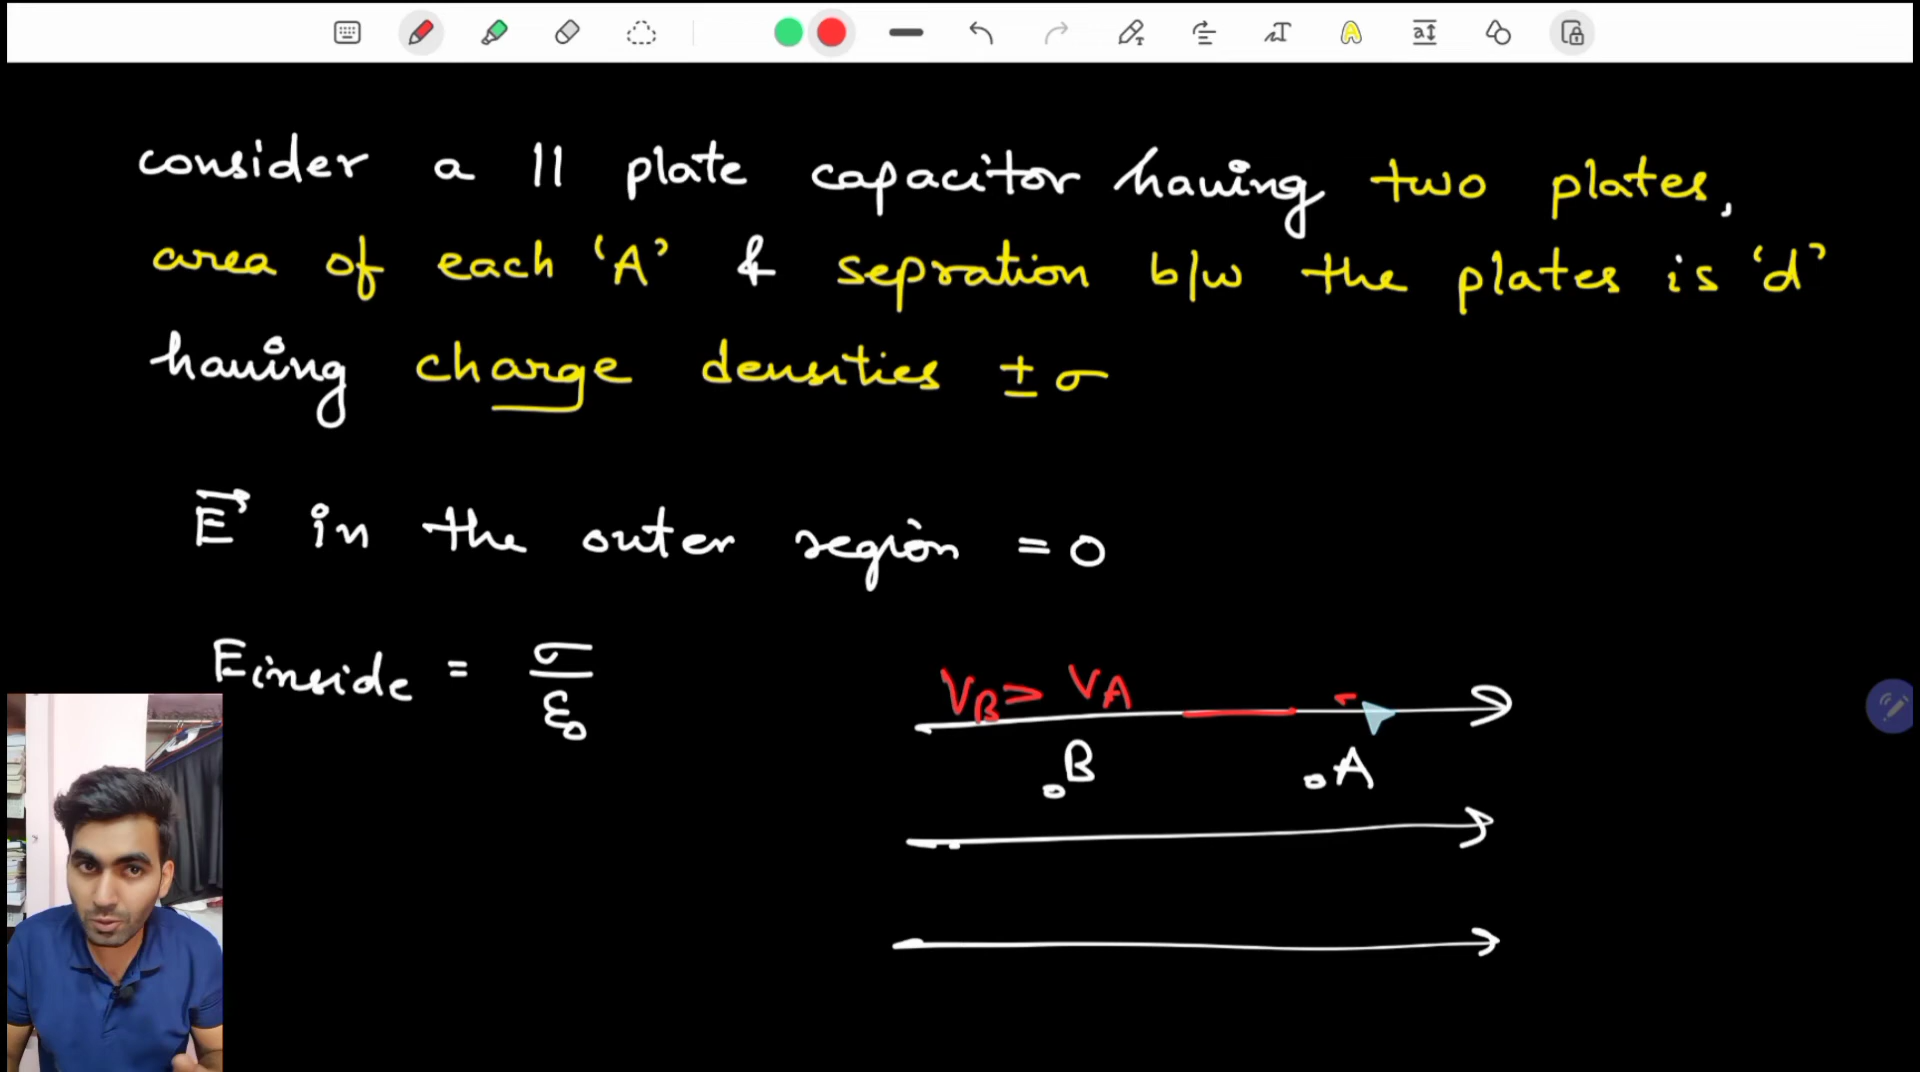 consider a || plate capacitor having two plates,
area of each 'A' & sepration b/w the plates is 'd'
having charge densities ± σ
E⃗ in the outer region = 0
Einside = σ/ε0
VB > VA
.B
.A